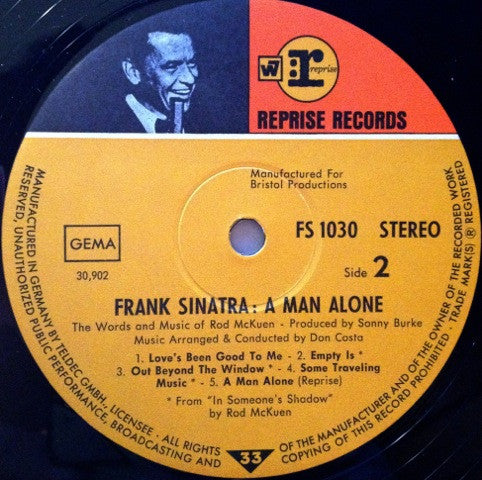 W7
r
reprise
REPRISE RECORDS
Manufactured For
Bristol Productions
GEMA
30,902
FS 1030 STEREO
Side 2
FRANK SINATRA: A MAN ALONE
The Words and Music of Rod McKuen - Produced by Sonny Burke
Music Arranged & Conducted by Don Costa
1. Love's Been Good To Me - 2. Empty Is *
3. Out Beyond The Window * - 4. Some Traveling
Music * - 5. A Man Alone (Reprise)
* From "In Someone's Shadow"
by Rod McKuen
33
MANUFACTURED IN GERMANY BY TELDEC GMBH., LICENSEE · ALL RIGHTS OF THE MANUFACTURER AND OF THE OWNER OF THE RECORDED WORK
RESERVED, UNAUTHORIZED PUBLIC PERFORMANCE, BROADCASTING AND COPYING OF THIS RECORD PROHIBITED · TRADE MARK(S) ® REGISTERED